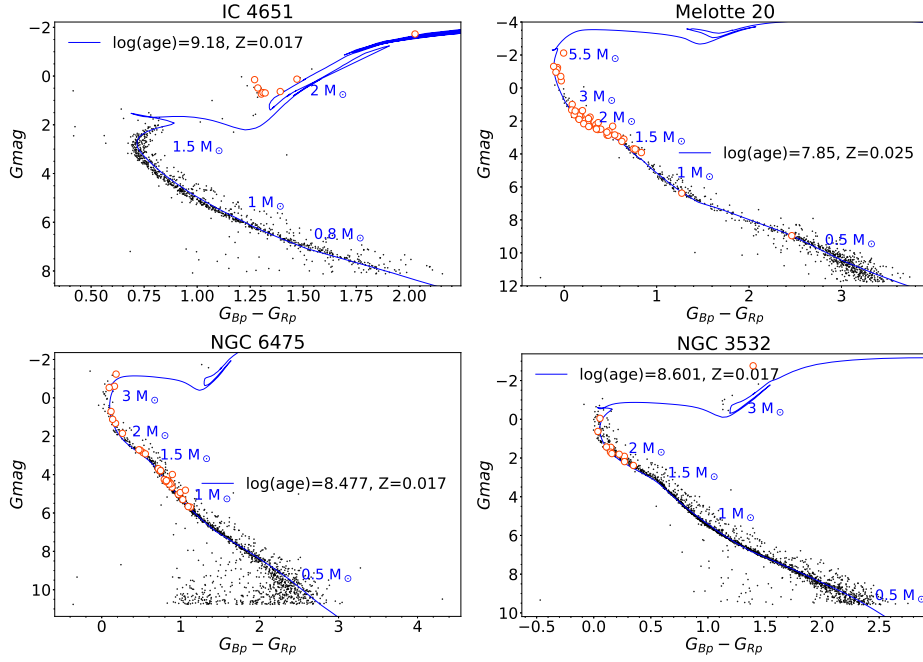 IC 4651
−2
0
2
4
6
8
Gmag
log(age)=9.18, Z=0.017
2 M⊙
1.5 M⊙
1 M⊙
0.8 M⊙
0.50 0.75 1.00 1.25 1.50 1.75 2.00
G_Bp − G_Rp
Melotte 20
−4
−2
0
2
4
6
8
10
12
Gmag
5.5 M⊙
3 M⊙
2 M⊙
1.5 M⊙
log(age)=7.85, Z=0.025
1 M⊙
0.5 M⊙
0 1 2 3
G_Bp − G_Rp
NGC 6475
−2
0
2
4
6
8
10
Gmag
3 M⊙
2 M⊙
1.5 M⊙
log(age)=8.477, Z=0.017
1 M⊙
0.5 M⊙
0 1 2 3 4
G_Bp − G_Rp
NGC 3532
−2
0
2
4
6
8
10
Gmag
log(age)=8.601, Z=0.017
3 M⊙
2 M⊙
1.5 M⊙
1 M⊙
0.5 M⊙
−0.5 0.0 0.5 1.0 1.5 2.0 2.5
G_Bp − G_Rp